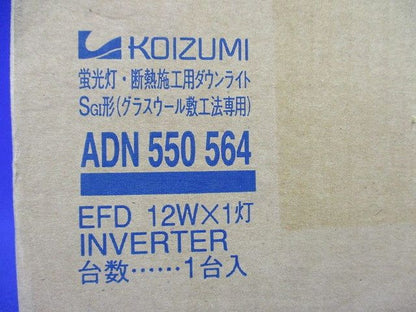 KOIZUMI
蛍光灯・断熱施工用ダウンライト
SGI形(グラスウール敷工法専用)
ADN 550 564
EFD 12W×1灯
INVERTER
台数……1台入